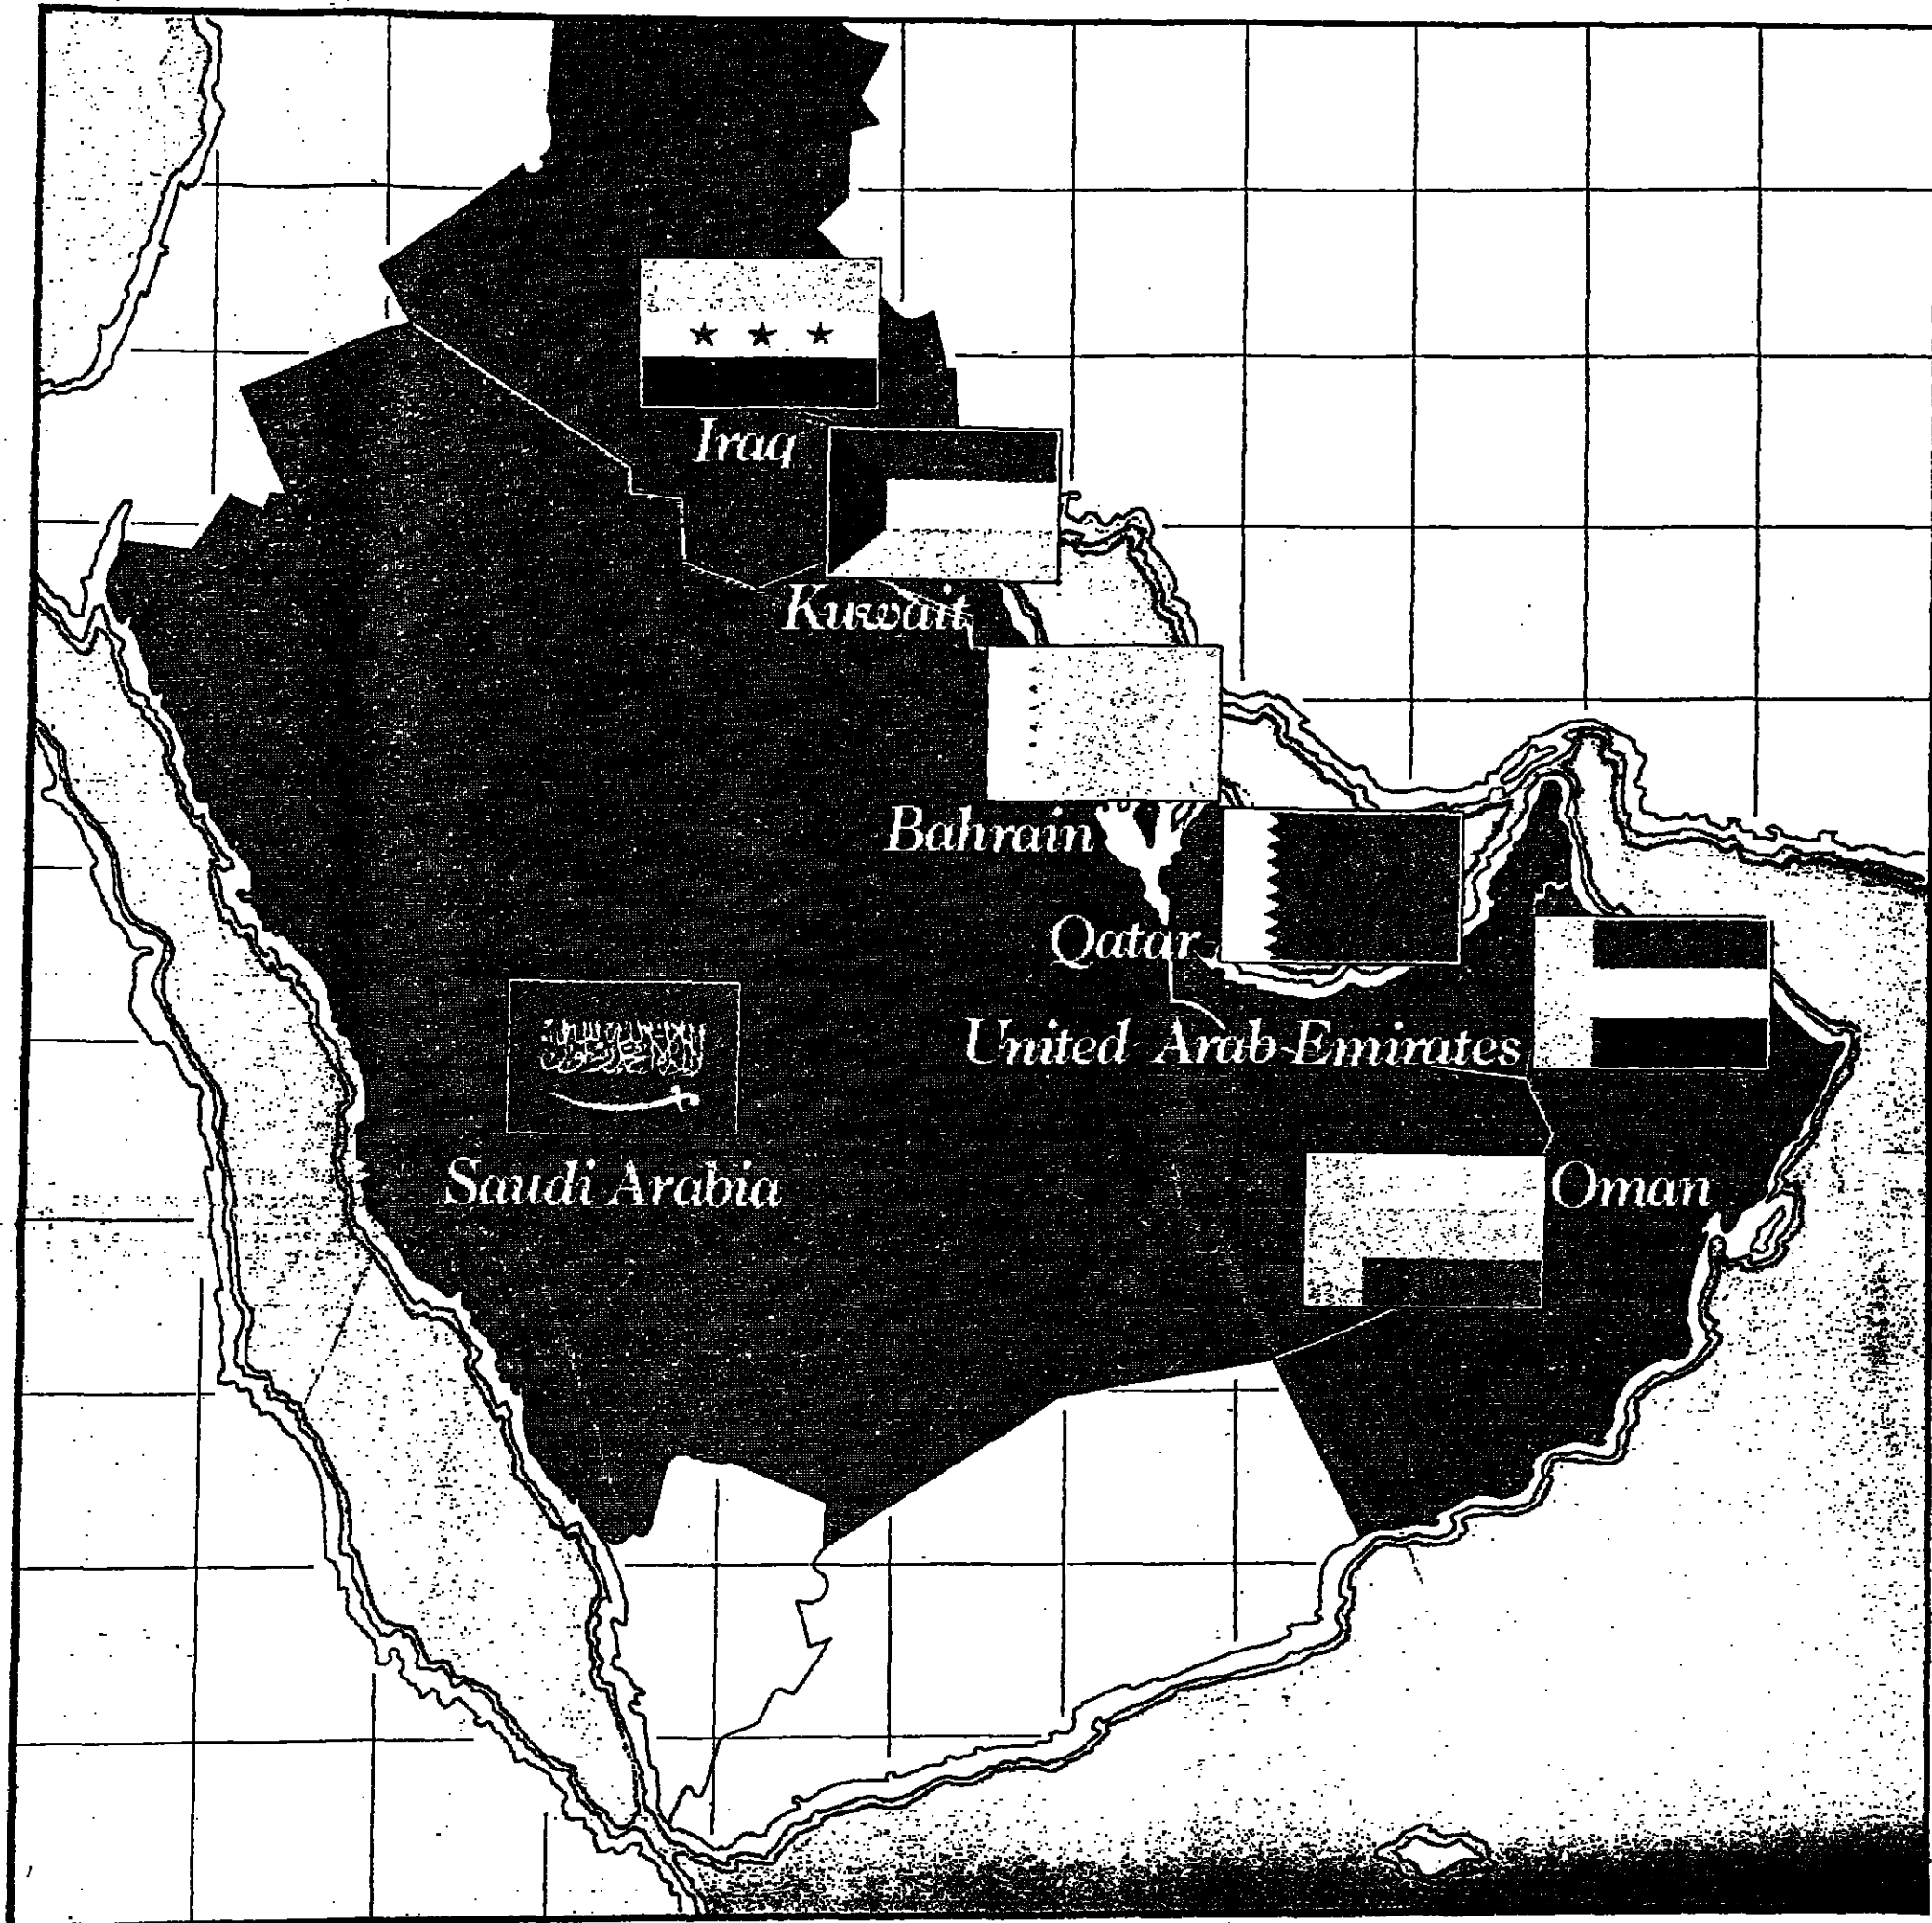 Iraq
Kuwait
Bahrain
Qatar
United Arab Emirates
Saudi Arabia
Oman